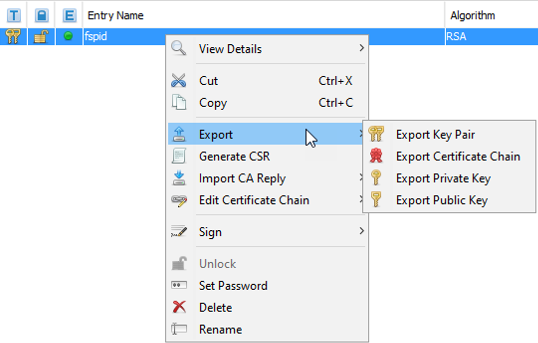 T E Entry Name Algorithm
fspid RSA
View Details
Cut Ctrl+X
Copy Ctrl+C
Export
Generate CSR
Import CA Reply
Edit Certificate Chain
Sign
Unlock
Set Password
Delete
Rename
Export Key Pair
Export Certificate Chain
Export Private Key
Export Public Key